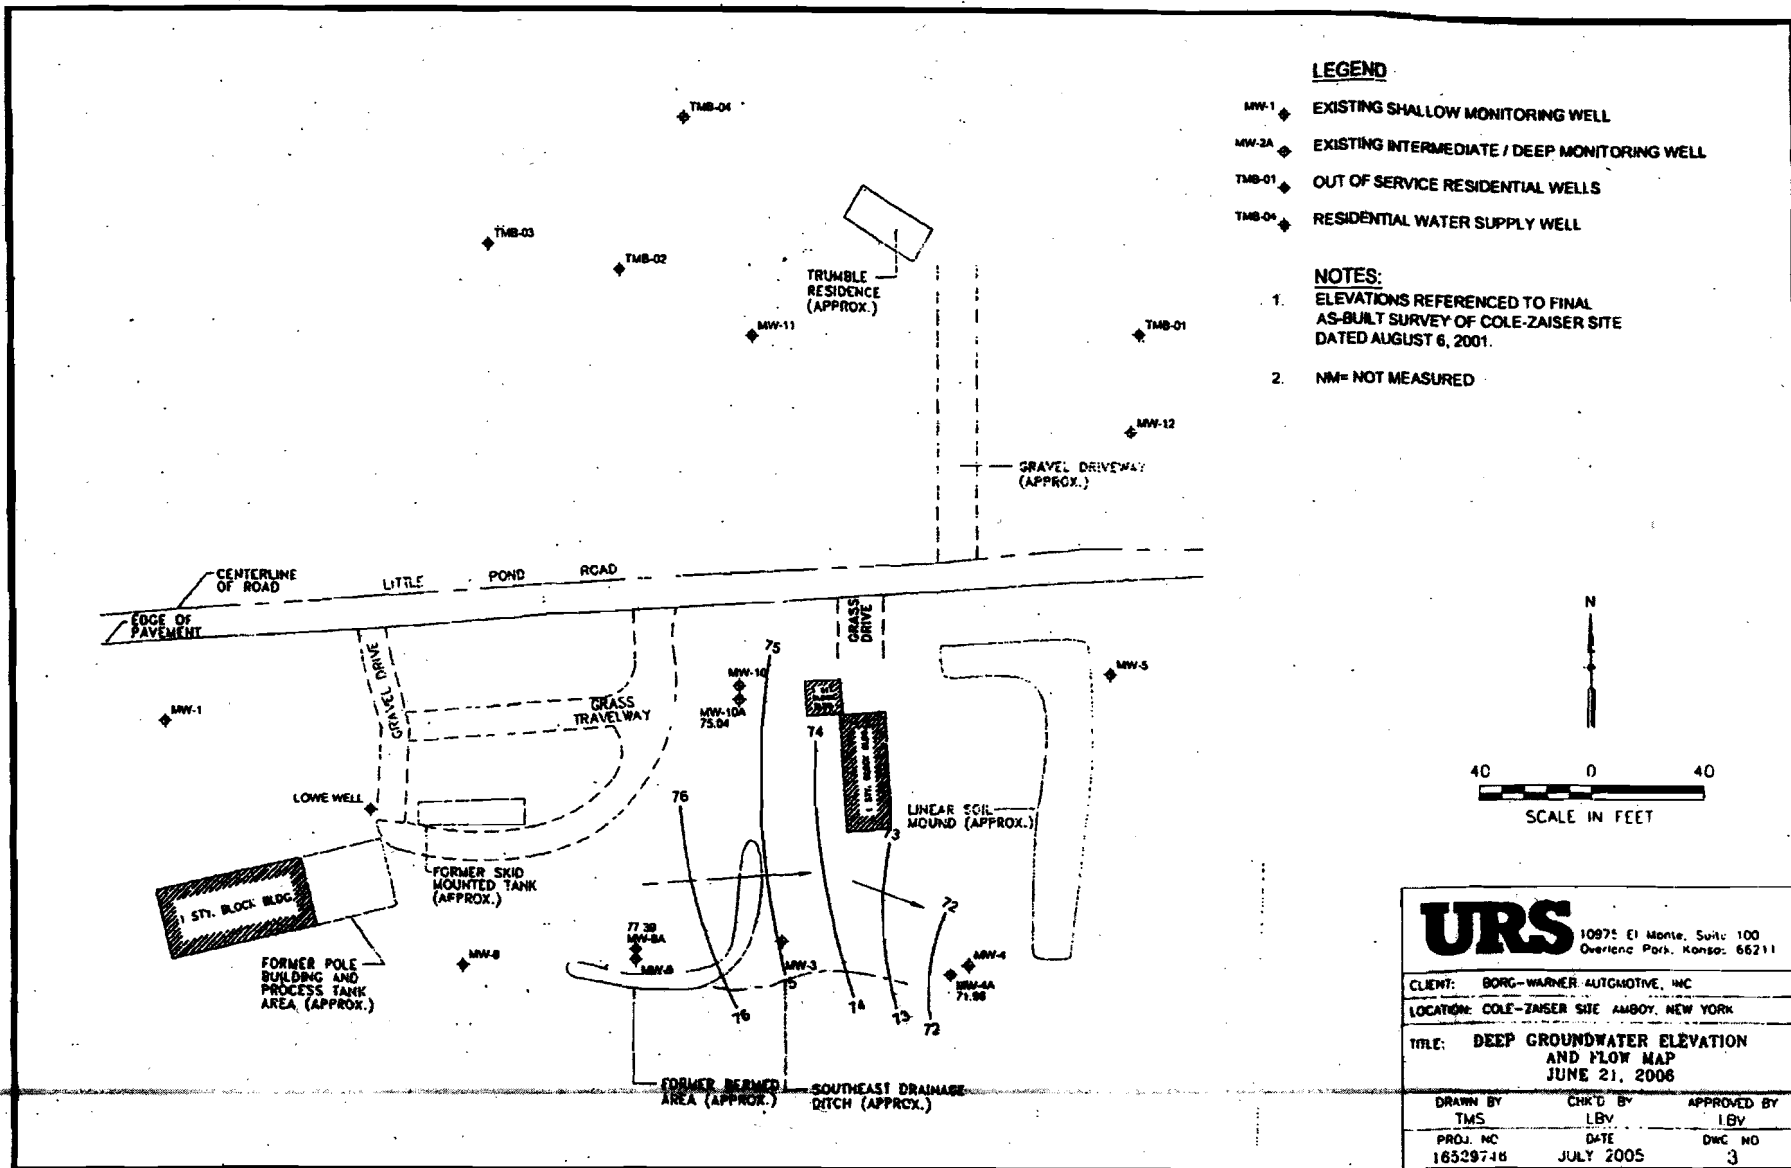 LEGEND
MW-1 EXISTING SHALLOW MONITORING WELL
MW-2A EXISTING INTERMEDIATE / DEEP MONITORING WELL
TMB-01 OUT OF SERVICE RESIDENTIAL WELLS
TMB-04 RESIDENTIAL WATER SUPPLY WELL
NOTES:
1. ELEVATIONS REFERENCED TO FINAL
AS-BUILT SURVEY OF COLE-ZAISER SITE
DATED AUGUST 6, 2001.
2. NM= NOT MEASURED
TMB-04
TMB-03
TMB-02
TRUMBLE
RESIDENCE
(APPROX.)
MW-11
TMB-01
MW-12
GRAVEL DRIVEWAY
(APPROX.)
CENTERLINE
OF ROAD
LITTLE POND ROAD
EDGE OF
PAVEMENT
GRASS
DRIVE
GRAVEL DRIVE
75
MW-10
MW-10A
75.04
MW-5
MW-1
GRASS
TRAVELWAY
74
1 STY. BLOCK BLDG.
76
LOWE WELL
LINEAR SOIL
MOUND (APPROX.)
73
FORMER SKID
MOUNTED TANK
(APPROX.)
1 STY. BLOCK BLDG.
72
77.39
MW-8A
MW-8
MW-3
MW-4
FORMER POLE
BUILDING AND
PROCESS TANK
AREA (APPROX.)
5
MW-4A
71.98
76
74
73
72
FORMER BERMED
AREA (APPROX.)
SOUTHEAST DRAINAGE
DITCH (APPROX.)
N
40 0 40
SCALE IN FEET
URS
10975 El Monte, Suite 100
Overland Park, Kansas 66211
CLIENT: BORG-WARNER AUTOMOTIVE, INC
LOCATION: COLE-ZAISER SITE AMBOY, NEW YORK
TITLE: DEEP GROUNDWATER ELEVATION
AND FLOW MAP
JUNE 21, 2006
DRAWN BY CHK'D BY APPROVED BY
TMS LBV LBV
PROJ. NO DATE DWG NO
JULY 2005 3